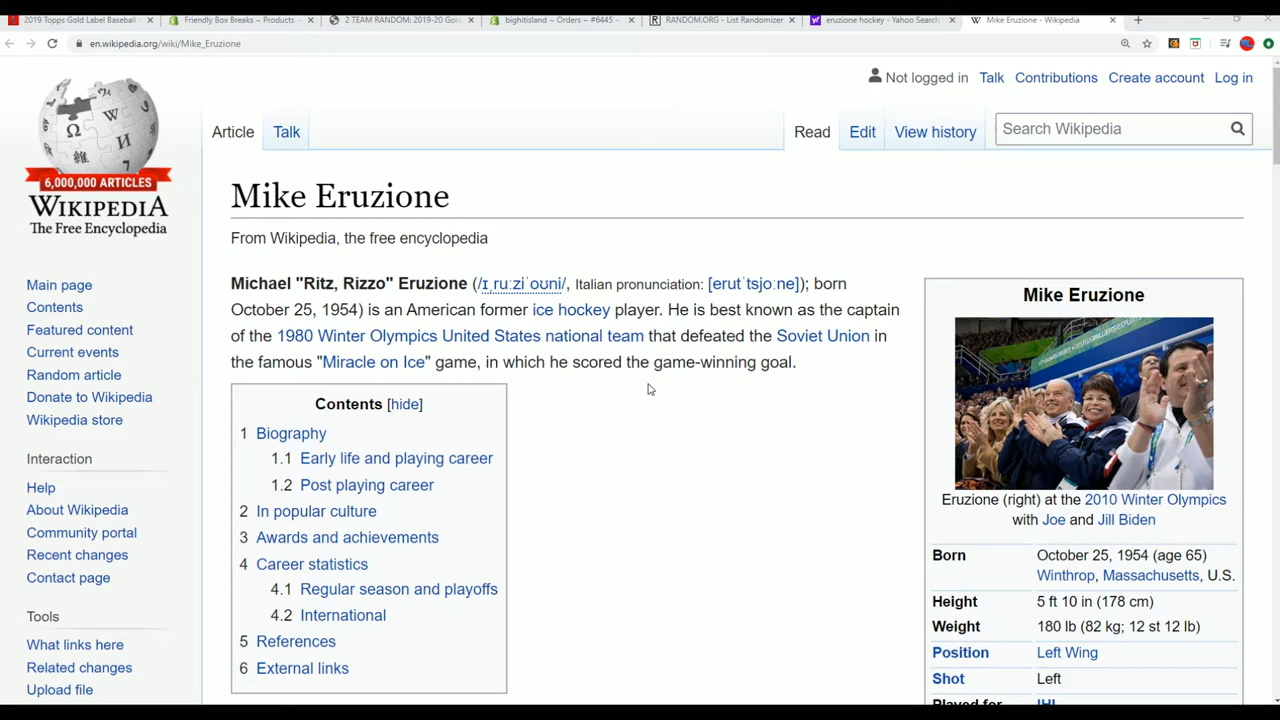 2019 Topps Gold Label Baseball
Friendly Box Breaks – Products
2 TEAM RANDOM: 2019-20 Gol
bighitisland ~ Orders ~ #6445
RANDOM.ORG - List Randomizer
eruzione hockey - Yahoo Search
Mike Eruzione - Wikipedia
en.wikipedia.org/wiki/Mike_Eruzione
Not logged in Talk Contributions Create account Log in
Article Talk Read Edit View history Search Wikipedia
6,000,000 ARTICLES
WIKIPEDIA
The Free Encyclopedia
Main page
Contents
Featured content
Current events
Random article
Donate to Wikipedia
Wikipedia store
Interaction
Help
About Wikipedia
Community portal
Recent changes
Contact page
Tools
What links here
Related changes
Upload file
Mike Eruzione
From Wikipedia, the free encyclopedia
Michael "Ritz, Rizzo" Eruzione (/ɪˌruːziˈoʊni/, Italian pronunciation: [erutˈtsjoːne]); born
October 25, 1954) is an American former ice hockey player. He is best known as the captain
of the 1980 Winter Olympics United States national team that defeated the Soviet Union in
the famous "Miracle on Ice" game, in which he scored the game-winning goal.
Contents [hide]
1 Biography
1.1 Early life and playing career
1.2 Post playing career
2 In popular culture
3 Awards and achievements
4 Career statistics
4.1 Regular season and playoffs
4.2 International
5 References
6 External links
Mike Eruzione
Eruzione (right) at the 2010 Winter Olympics
with Joe and Jill Biden
Born October 25, 1954 (age 65)
Winthrop, Massachusetts, U.S.
Height 5 ft 10 in (178 cm)
Weight 180 lb (82 kg; 12 st 12 lb)
Position Left Wing
Shot Left
Played for IHL